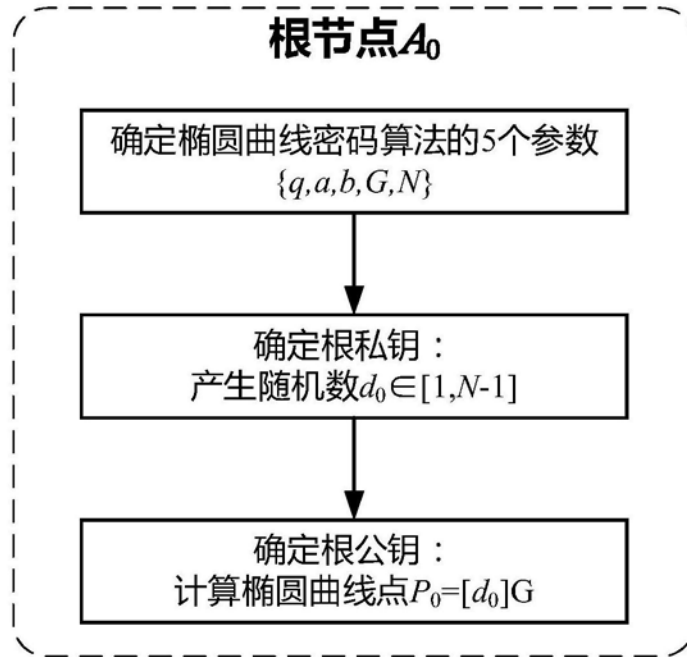 根节点A₀
确定椭圆曲线密码算法的5个参数
{q,a,b,G,N}
确定根私钥：
产生随机数d₀∈[1,N-1]
确定根公钥：
计算椭圆曲线点P₀=[d₀]G